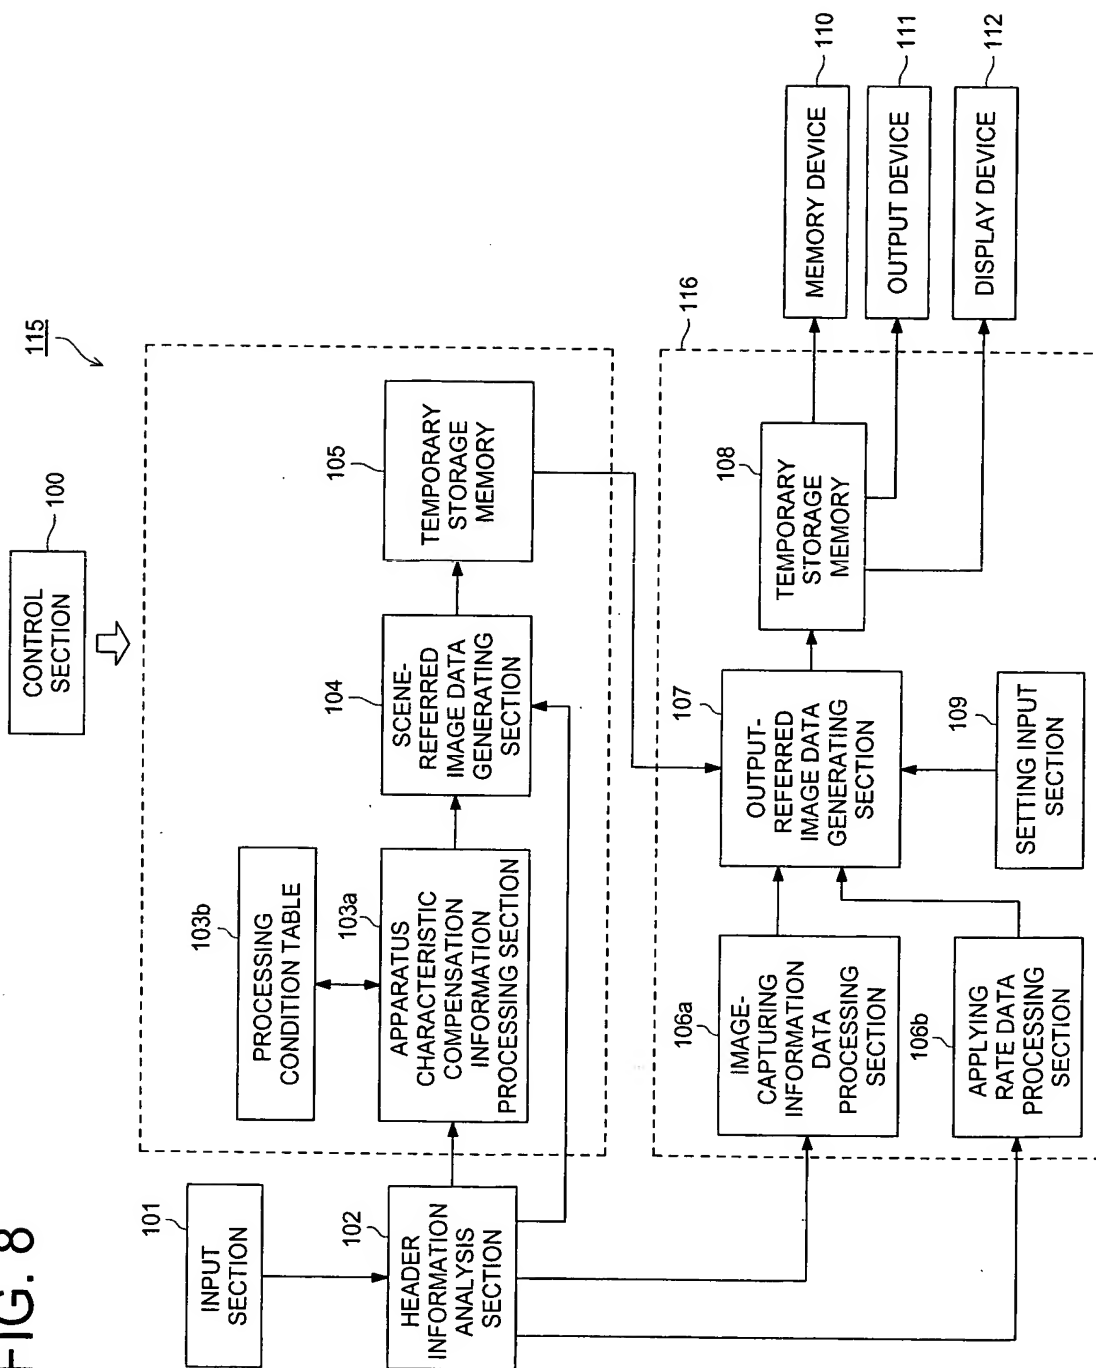 FIG. 8
115
100
CONTROL
SECTION
101
INPUT
SECTION
102
HEADER
INFORMATION
ANALYSIS
SECTION
103b
PROCESSING
CONDITION TABLE
103a
APPARATUS
CHARACTERISTIC
COMPENSATION
INFORMATION
PROCESSING SECTION
104
SCENE-
REFERRED
IMAGE DATA
GENERATING
SECTION
105
TEMPORARY
STORAGE
MEMORY
116
106a
IMAGE-
CAPTURING
INFORMATION
DATA
PROCESSING
SECTION
106b
APPLYING
RATE DATA
PROCESSING
SECTION
107
OUTPUT-
REFERRED
IMAGE DATA
GENERATING
SECTION
109
SETTING INPUT
SECTION
108
TEMPORARY
STORAGE
MEMORY
110
MEMORY DEVICE
111
OUTPUT DEVICE
112
DISPLAY DEVICE